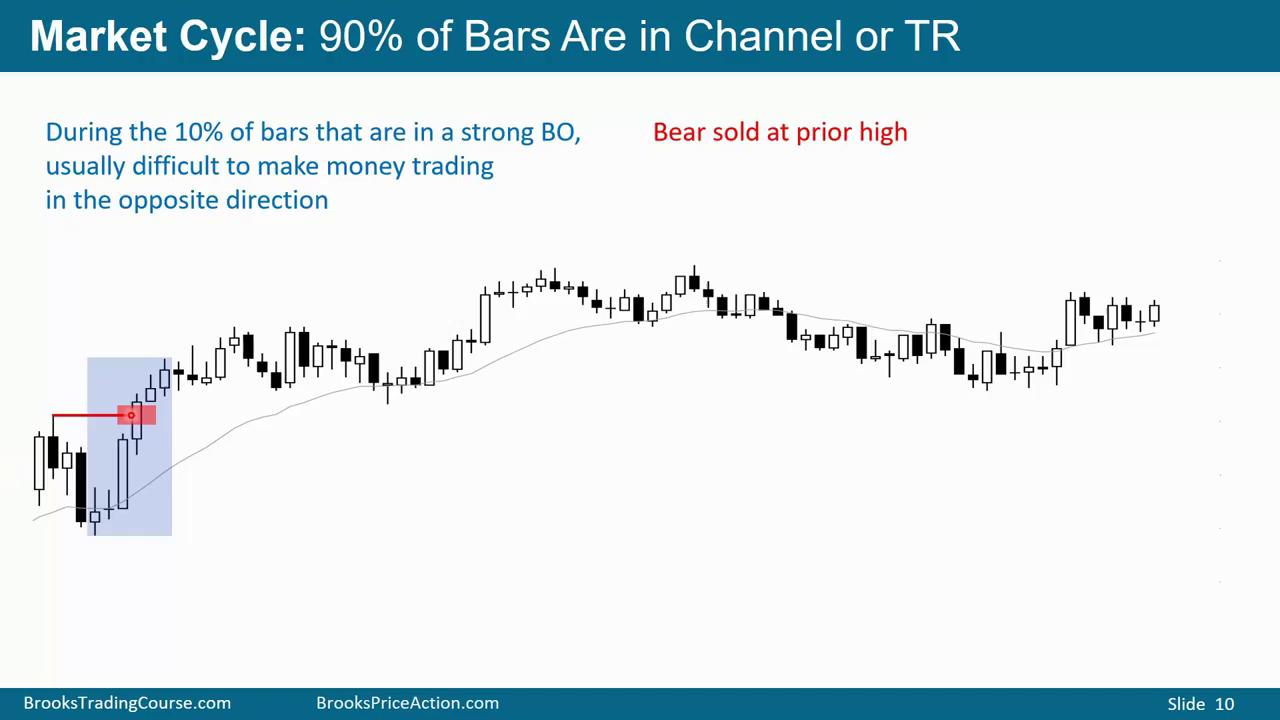 Market Cycle: 90% of Bars Are in Channel or TR
During the 10% of bars that are in a strong BO,
usually difficult to make money trading
in the opposite direction
Bear sold at prior high
BrooksTradingCourse.com
BrooksPriceAction.com
Slide 10